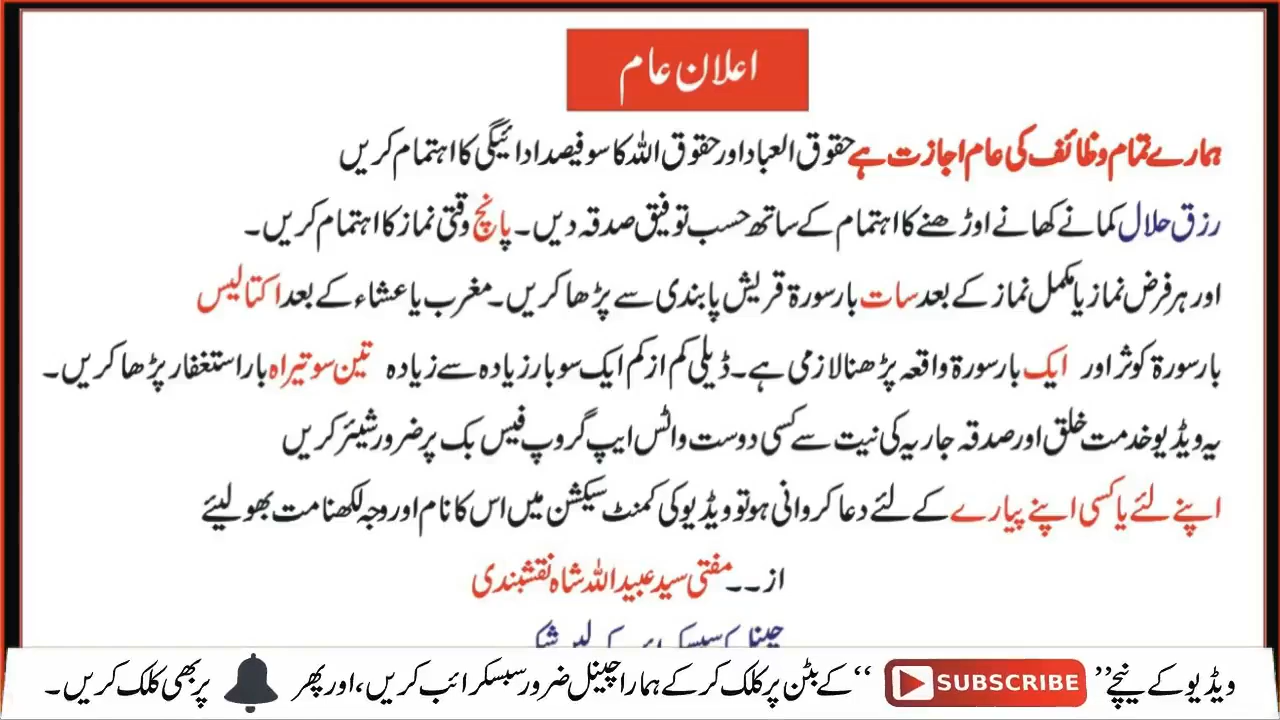 اعلان عام
ہمارے تمام وظائف کی عام اجازت ہے حقوق العباد اور حقوق اللہ کا سو فیصد ادائیگی کا اہتمام کریں
رزق حلال کمانے کھانے اوڑھنے کا اہتمام کے ساتھ حسب توفیق صدقہ دیں۔ پانچ وقتی نماز کا اہتمام کریں۔
اور ہر فرض نماز یا مکمل نماز کے بعد سات بار سورۃ قریش پابندی سے پڑھا کریں۔ مغرب یا عشاء کے بعد اکتالیس
بار سورۃ کوثر اور ایک بار سورۃ واقعہ پڑھنا لازمی ہے۔ ڈیلی کم از کم ایک سو بار زیادہ سے زیادہ تین سو تیراہ بار استغفار پڑھا کریں۔
یہ ویڈیو خدمت خلق اور صدقہ جاریہ کی نیت سے کسی دوست واٹس ایپ گروپ فیس بک پر ضرور شیئر کریں
اپنے لئے یا کسی اپنے پیارے کے لئے دعا کروانی ہو تو ویڈیو کی کمنٹ سیکشن میں اس کا نام اور وجہ لکھنا مت بھولیئے
از۔۔ مفتی سید عبید اللہ شاہ نقشبندی
ویڈیو کے نیچے ”SUBSCRIBE“ کے بٹن پر کلک کر کے ہمارا چینل ضرور سبسکرائب کریں، اور پھر پر بھی کلک کریں۔